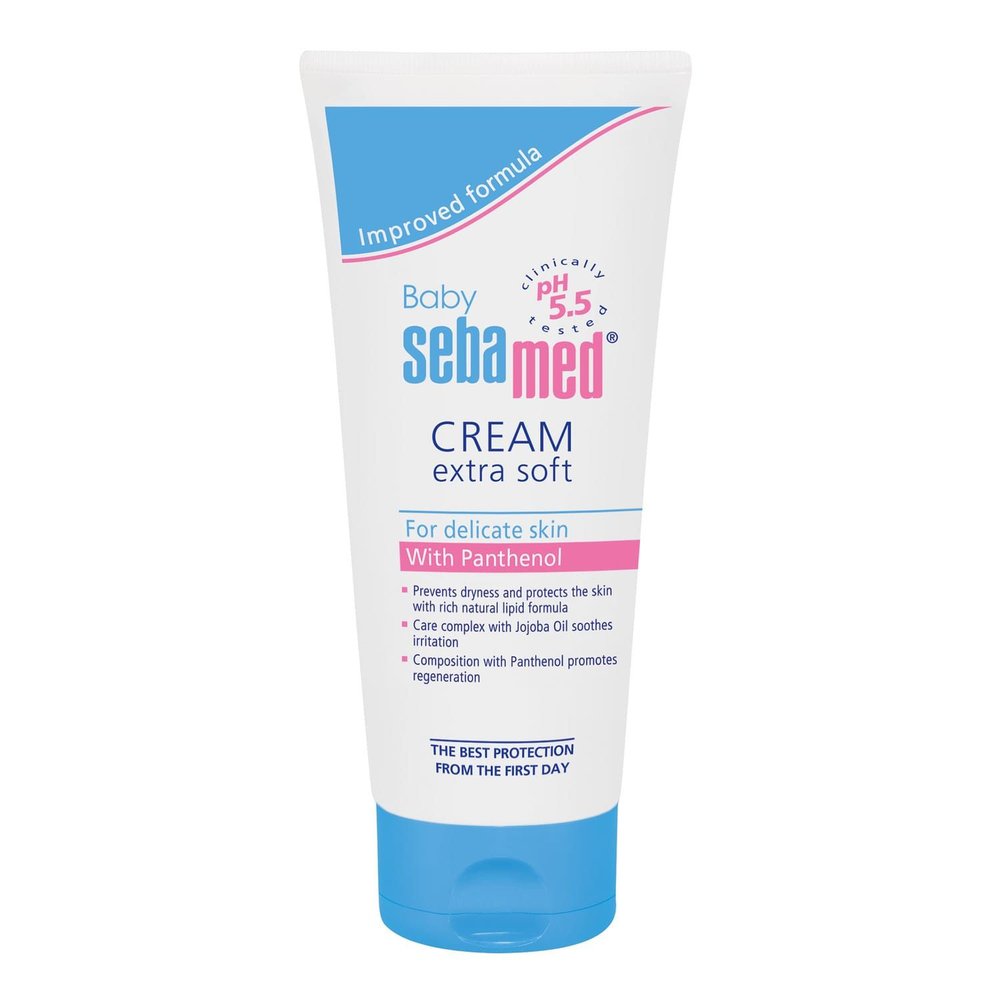 Improved formula
clinically
pH
5.5
tested
Baby
sebamed®
CREAM
extra soft
For delicate skin
With Panthenol
▪ Prevents dryness and protects the skin
with rich natural lipid formula
▪ Care complex with Jojoba Oil soothes
irritation
▪ Composition with Panthenol promotes
regeneration
THE BEST PROTECTION
FROM THE FIRST DAY